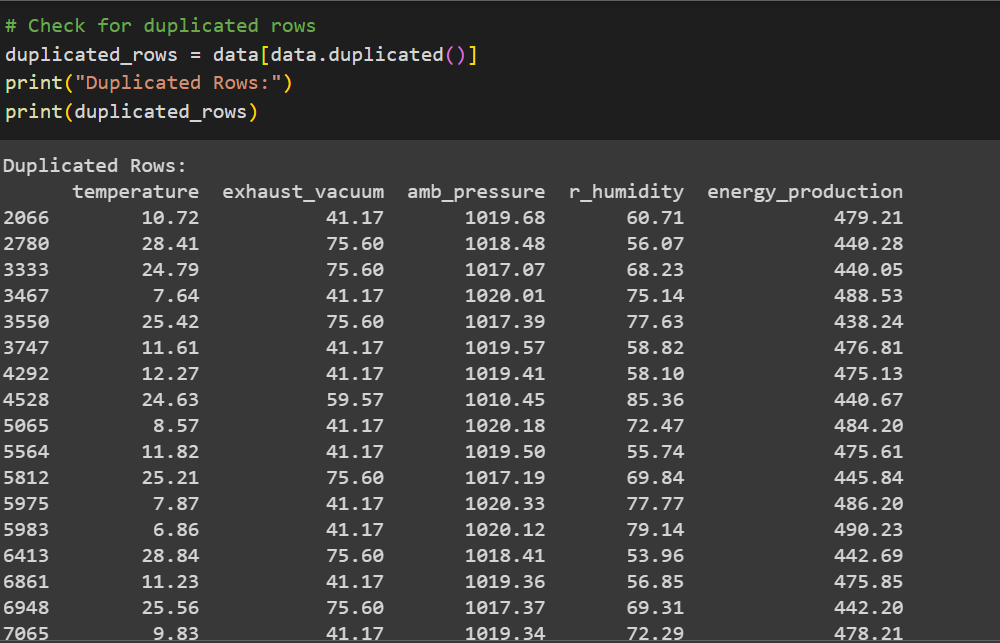 # Check for duplicated rows
duplicated_rows = data[data.duplicated()]
print("Duplicated Rows:")
print(duplicated_rows)
Duplicated Rows:
temperature exhaust_vacuum amb_pressure r_humidity energy_production
2066 10.72 41.17 1019.68 60.71 479.21
2780 28.41 75.60 1018.48 56.07 440.28
3333 24.79 75.60 1017.07 68.23 440.05
3467 7.64 41.17 1020.01 75.14 488.53
3550 25.42 75.60 1017.39 77.63 438.24
3747 11.61 41.17 1019.57 58.82 476.81
4292 12.27 41.17 1019.41 58.10 475.13
4528 24.63 59.57 1010.45 85.36 440.67
5065 8.57 41.17 1020.18 72.47 484.20
5564 11.82 41.17 1019.50 55.74 475.61
5812 25.21 75.60 1017.19 69.84 445.84
5975 7.87 41.17 1020.33 77.77 486.20
5983 6.86 41.17 1020.12 79.14 490.23
6413 28.84 75.60 1018.41 53.96 442.69
6861 11.23 41.17 1019.36 56.85 475.85
6948 25.56 75.60 1017.37 69.31 442.20
7065 9.83 41.17 1019.34 72.29 478.21